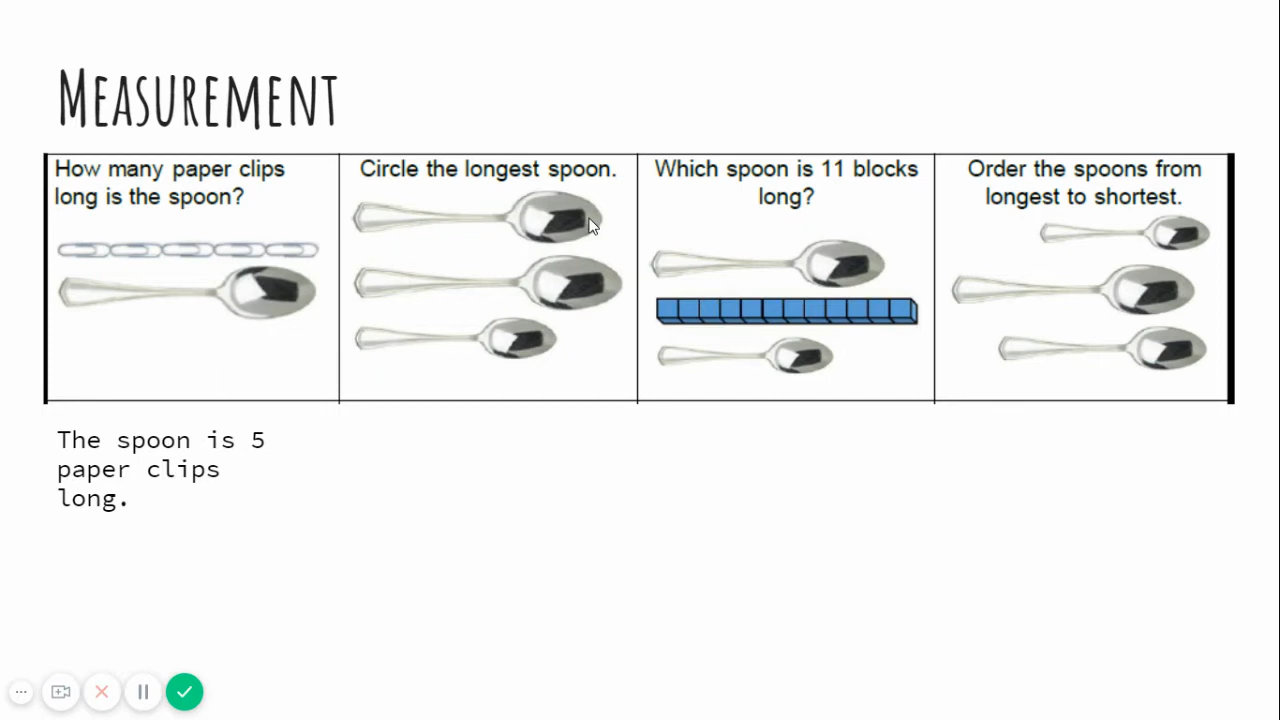 MEASUREMENT
How many paper clips
long is the spoon?
Circle the longest spoon.
Which spoon is 11 blocks
long?
Order the spoons from
longest to shortest.
The spoon is 5
paper clips
long.